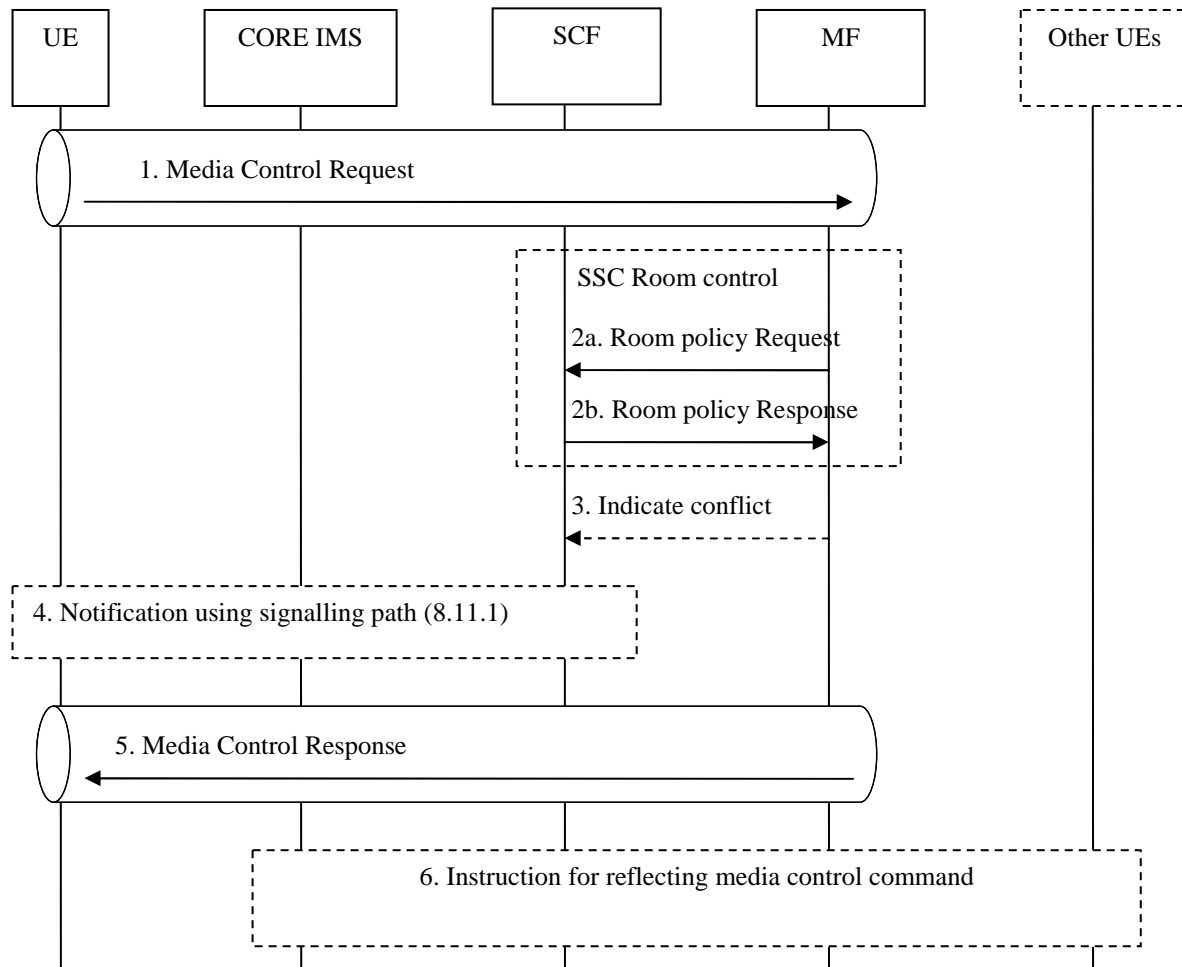 UE
CORE IMS
SCF
MF
Other UEs
1. Media Control Request
SSC Room control
2a. Room policy Request
2b. Room policy Response
3. Indicate conflict
4. Notification using signalling path (8.11.1)
5. Media Control Response
6. Instruction for reflecting media control command